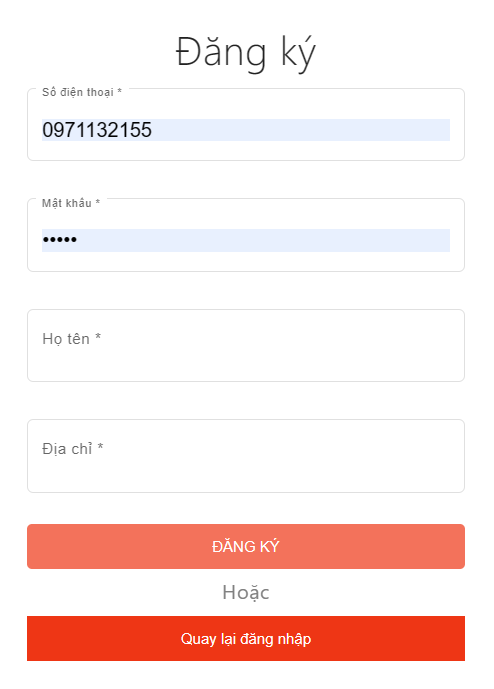 Đăng ký
Số điện thoại *
0971132155
Mật khẩu *
•••••
Họ tên *
Địa chỉ *
ĐĂNG KÝ
Hoặc
Quay lại đăng nhập